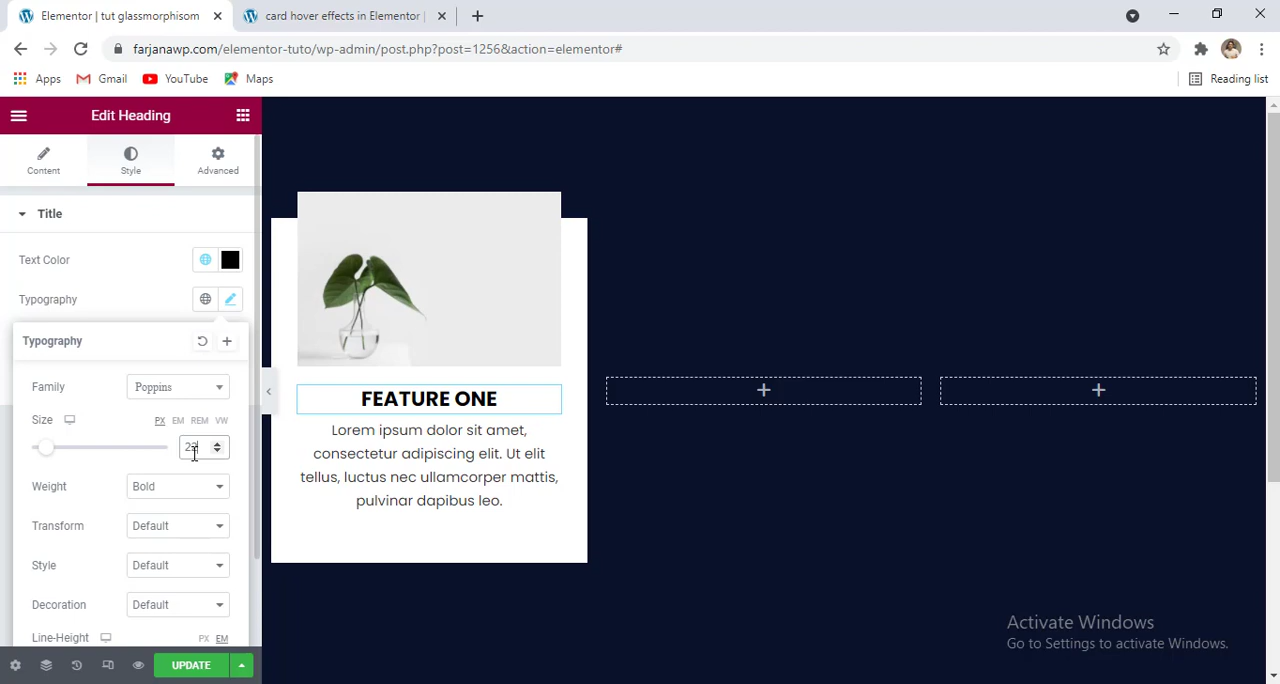 Elementor | tut glassmorphisom
card hover effects in Elementor |
farjanawp.com/elementor-tuto/wp-admin/post.php?post=1256&action=elementor#
Apps Gmail YouTube Maps Reading list
Edit Heading
Content Style Advanced
Title
Text Color
Typography
Typography
Family Poppins
Size PX EM REM VW
Weight Bold
Transform Default
Style Default
Decoration Default
Line-Height PX EM
UPDATE
FEATURE ONE
Lorem ipsum dolor sit amet,
consectetur adipiscing elit. Ut elit
tellus, luctus nec ullamcorper mattis,
pulvinar dapibus leo.
Activate Windows
Go to Settings to activate Windows.